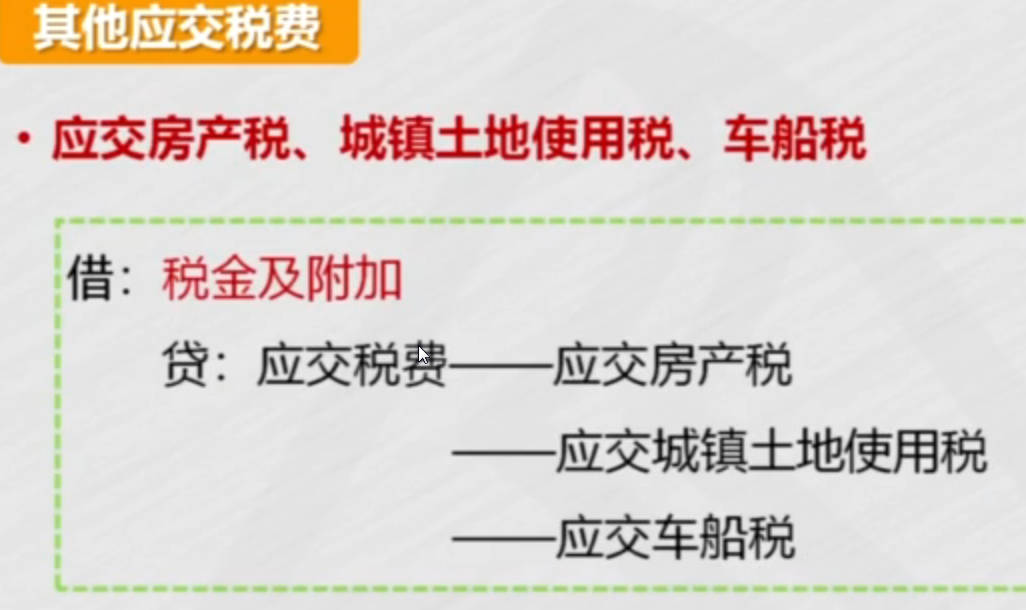 其他应交税费
• 应交房产税、城镇土地使用税、车船税
借：税金及附加
贷：应交税费——应交房产税
——应交城镇土地使用税
——应交车船税